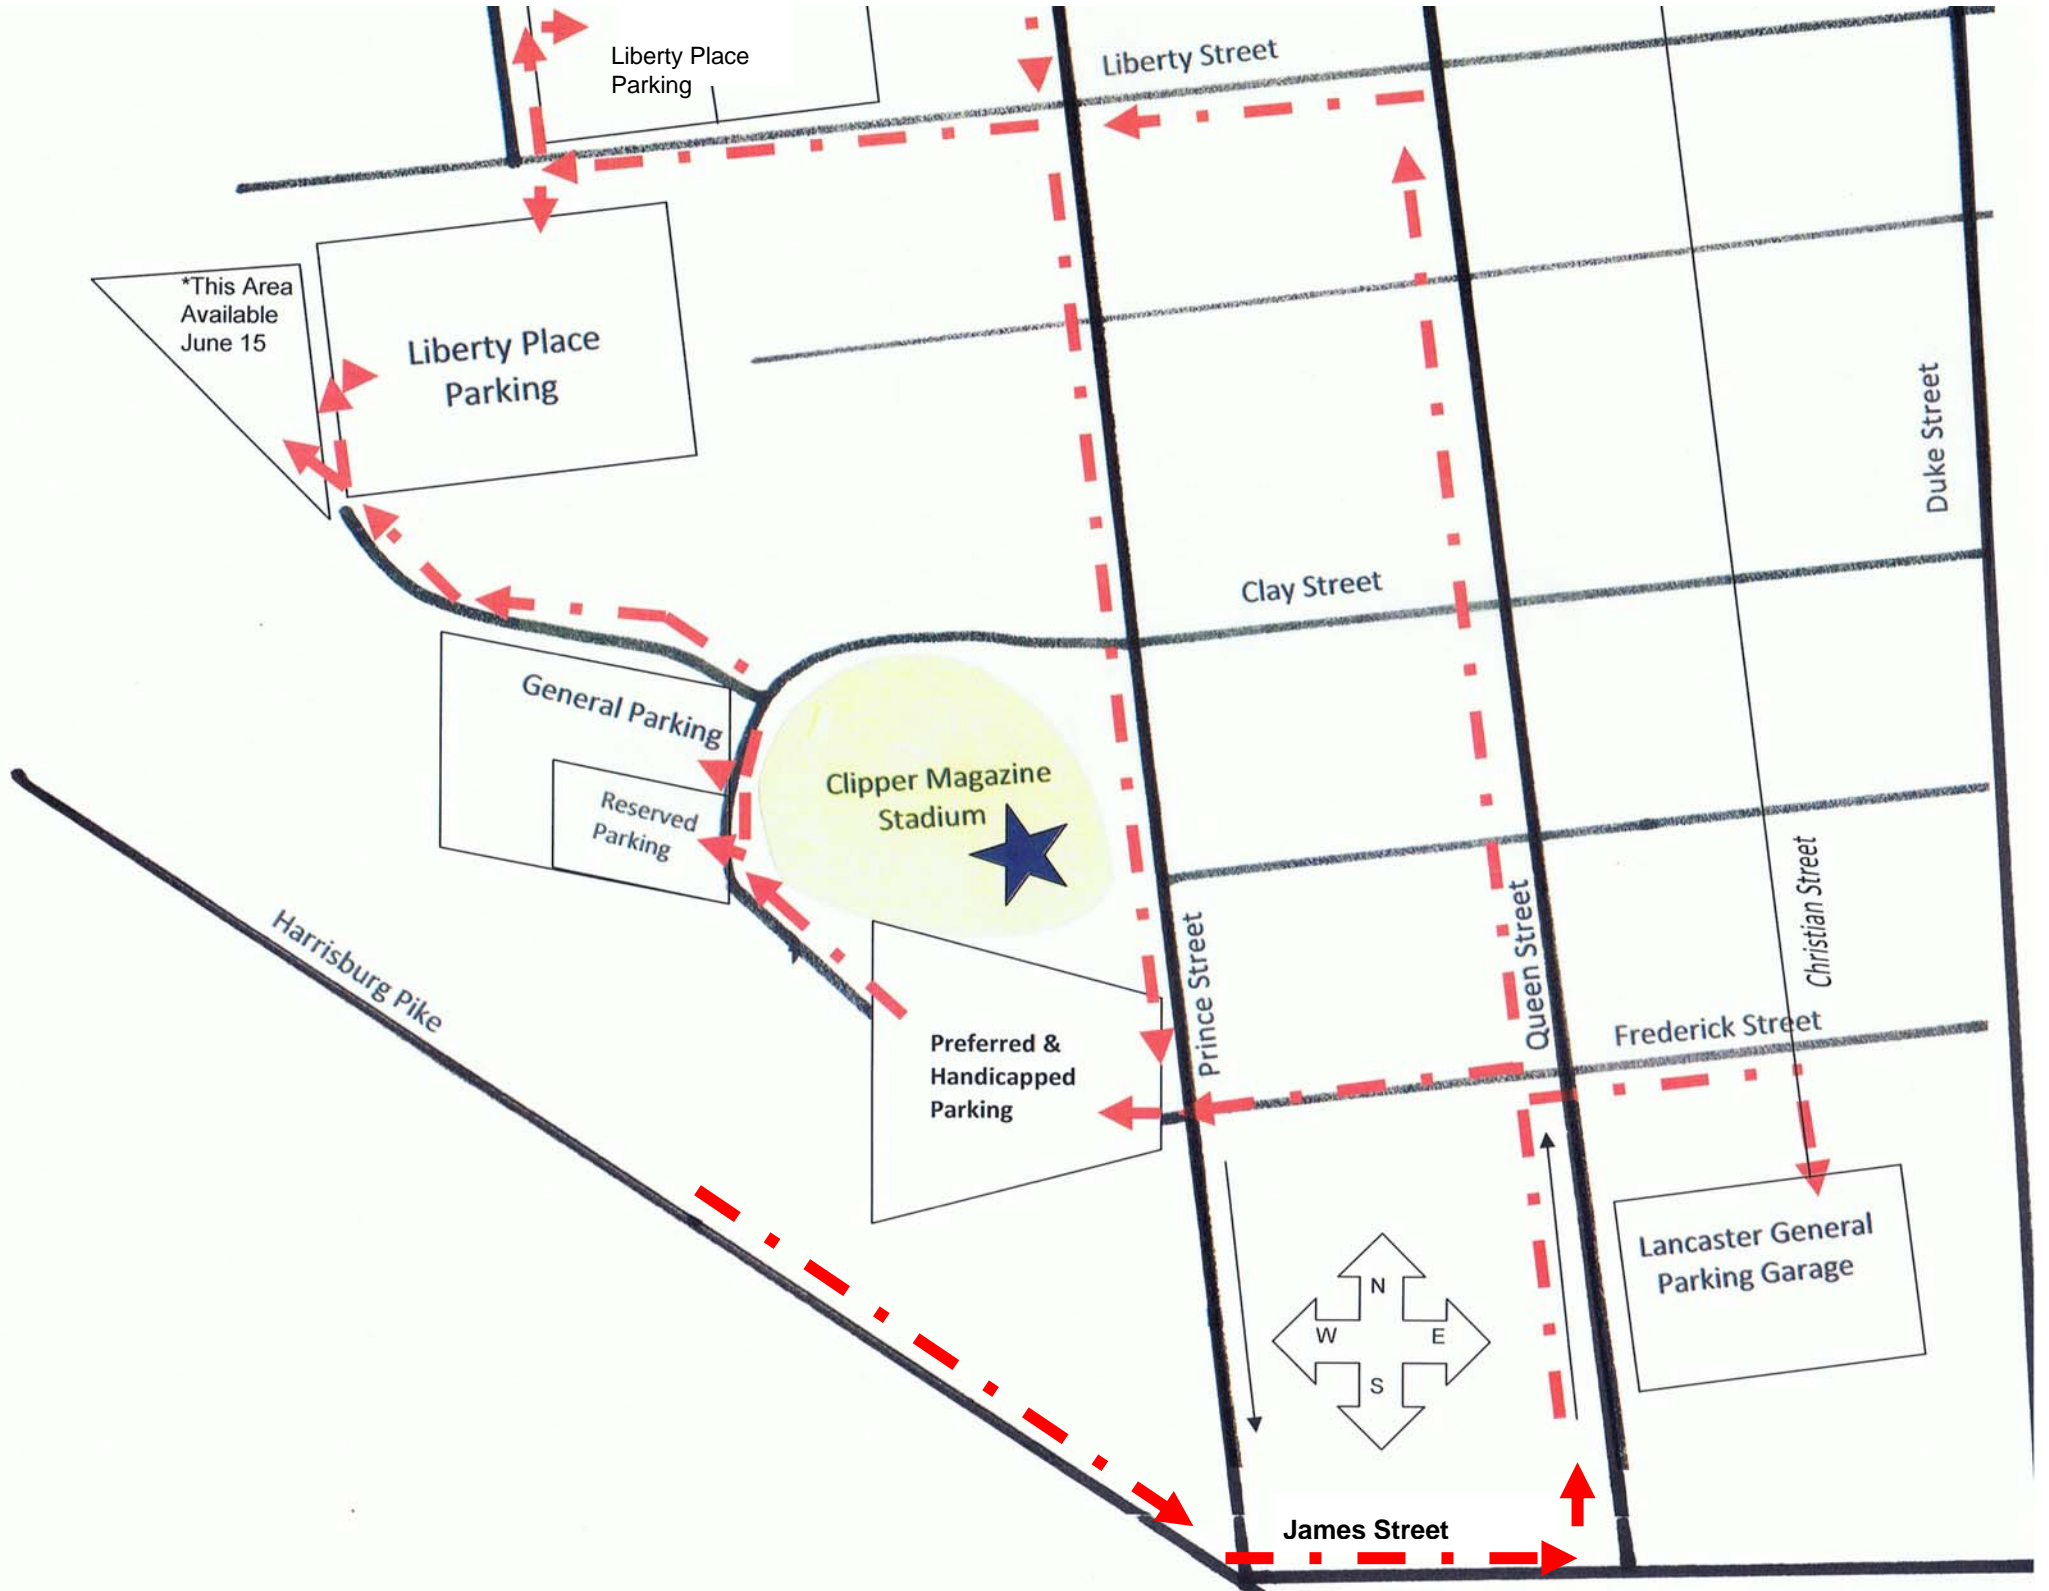 Liberty Place
Parking
Liberty Street
*This Area
Available
June 15
Liberty Place
Parking
Duke Street
Clay Street
General Parking
Reserved
Parking
Clipper Magazine
Stadium
Harrisburg Pike
Prince Street
Queen Street
Christian Street
Frederick Street
Preferred &
Handicapped
Parking
Lancaster General
Parking Garage
N
W
E
S
James Street